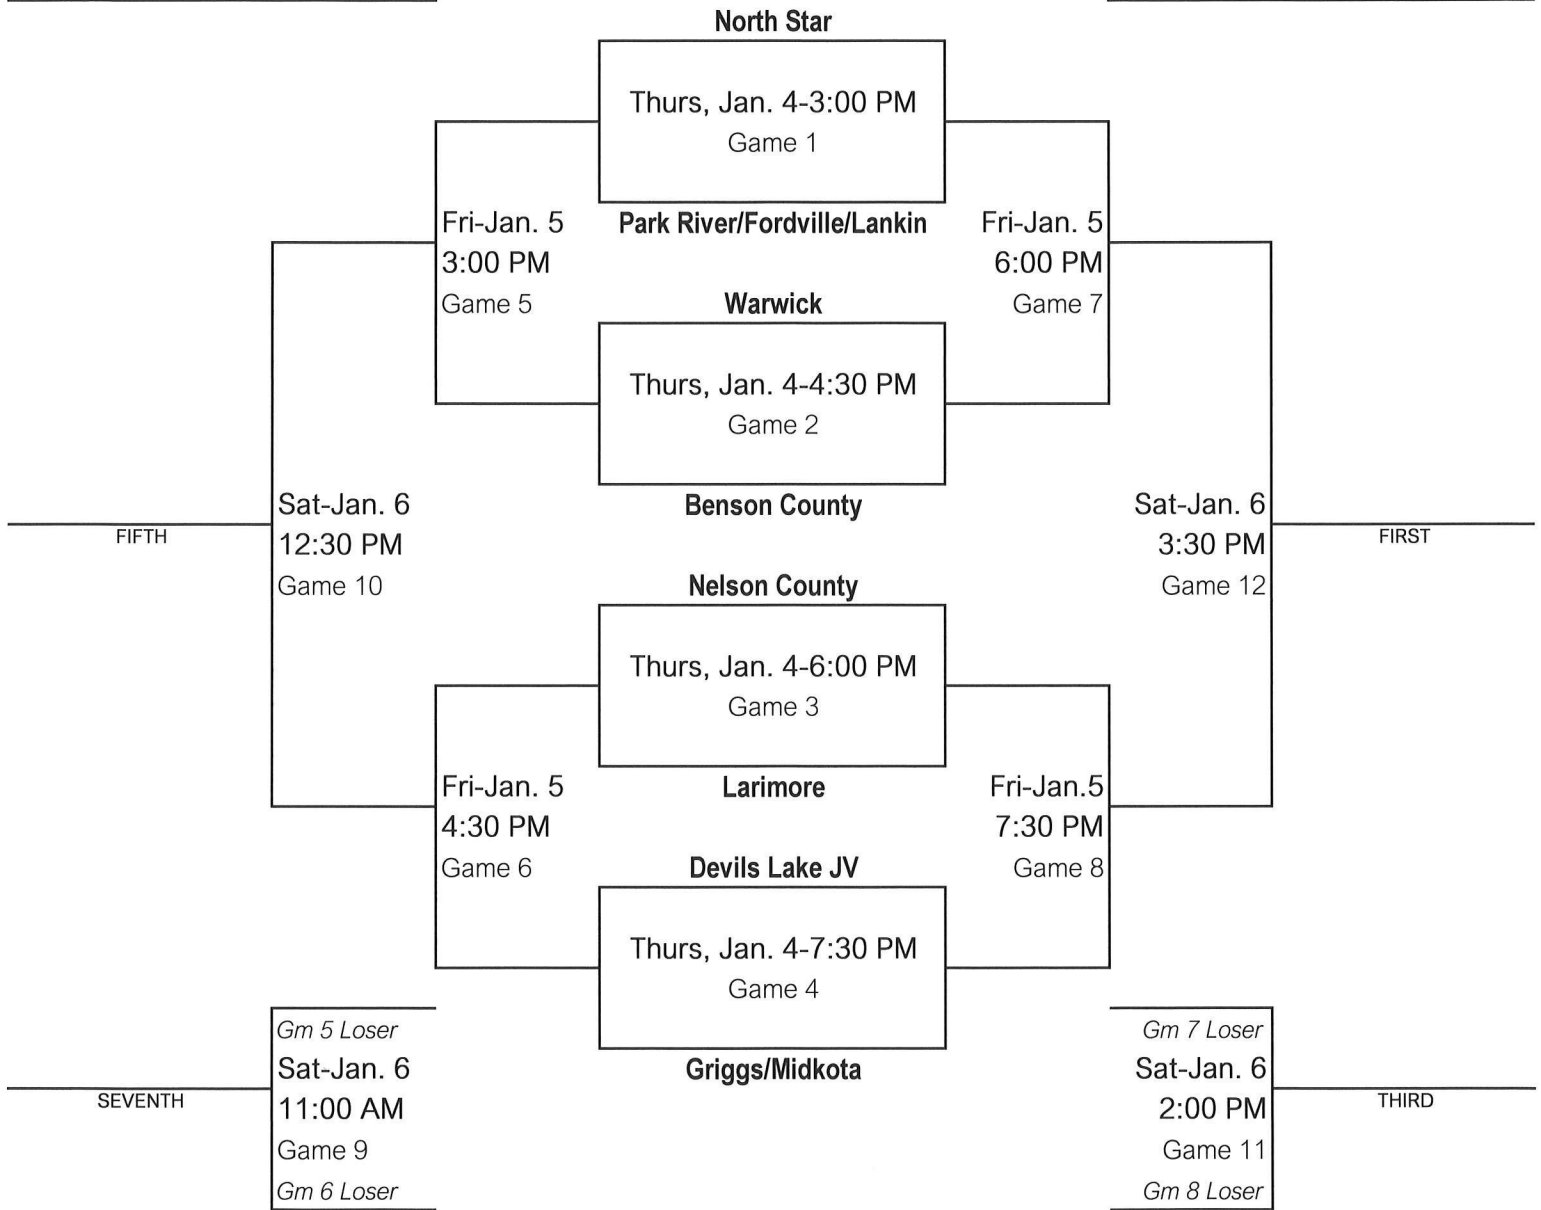 North Star
Thurs, Jan. 4-3:00 PM
Game 1
Park River/Fordville/Lankin
Fri-Jan. 5
3:00 PM
Game 5
Fri-Jan. 5
6:00 PM
Game 7
Warwick
Thurs, Jan. 4-4:30 PM
Game 2
Benson County
Sat-Jan. 6
12:30 PM
Game 10
FIFTH
Sat-Jan. 6
3:30 PM
Game 12
FIRST
Nelson County
Thurs, Jan. 4-6:00 PM
Game 3
Larimore
Fri-Jan. 5
4:30 PM
Game 6
Fri-Jan.5
7:30 PM
Game 8
Devils Lake JV
Thurs, Jan. 4-7:30 PM
Game 4
Griggs/Midkota
Gm 5 Loser
Sat-Jan. 6
11:00 AM
Game 9
Gm 6 Loser
SEVENTH
Gm 7 Loser
Sat-Jan. 6
2:00 PM
Game 11
Gm 8 Loser
THIRD